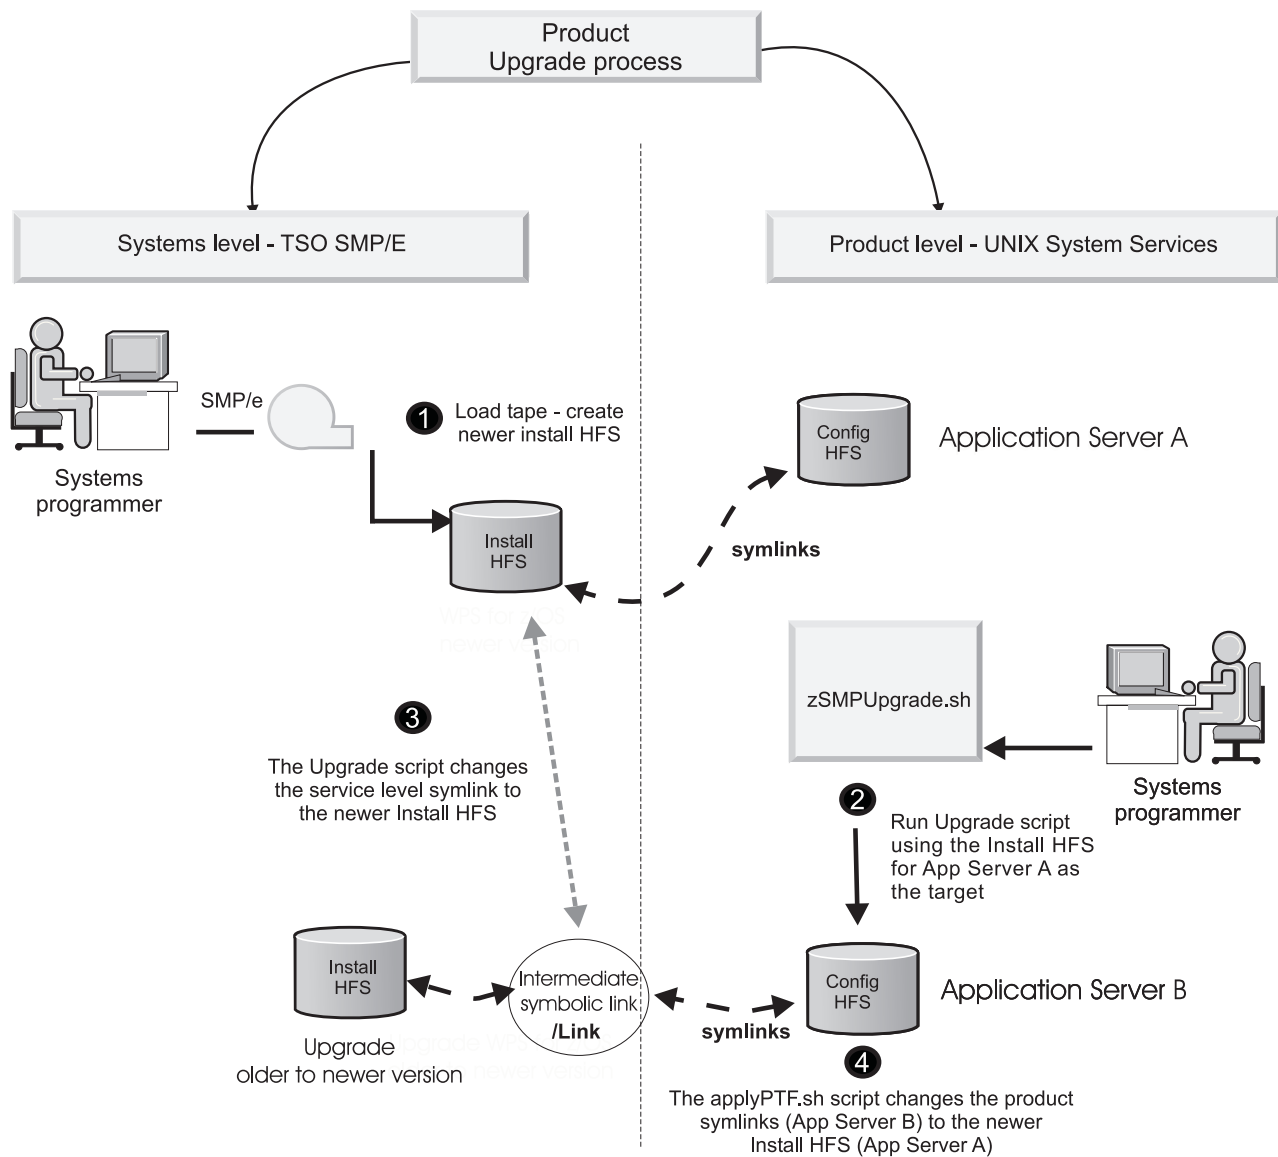 Product
Upgrade process
Systems level - TSO SMP/E
Product level - UNIX System Services
SMP/e
1
Load tape - create
newer install HFS
Systems
programmer
Install
HFS
WPS for z/OS
newer version
Config
HFS
Application Server A
symlinks
zSMPUpgrade.sh
Systems
programmer
2
Run Upgrade script
using the Install HFS
for App Server A as
the target
3
The Upgrade script changes
the service level symlink to
the newer Install HFS
Install
HFS
Upgrade
older to newer version
Intermediate
symbolic link
/Link
symlinks
Config
HFS
Application Server B
4
The applyPTF.sh script changes the product
symlinks (App Server B) to the newer
Install HFS (App Server A)